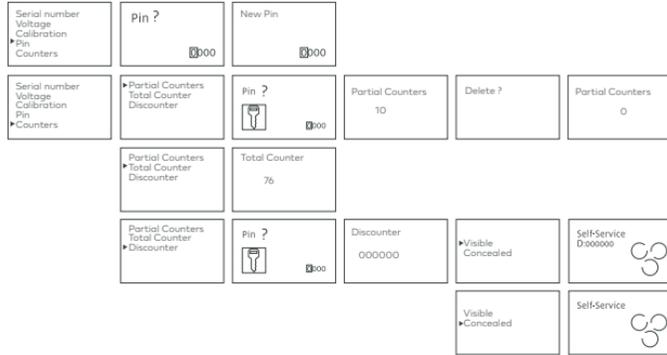 Serial number
Voltage
Calibration
▸Pin
Counters
Pin ?
0000
New Pin
0000
Serial number
Voltage
Calibration
Pin
▸Counters
▸Partial Counters
Total Counter
Discounter
Pin ?
0000
Partial Counters
10
Delete ?
Partial Counters
0
Partial Counters
▸Total Counter
Discounter
Total Counter
76
Partial Counters
Total Counter
▸Discounter
Pin ?
0000
Discounter
000000
▸Visible
Concealed
Self-Service
D:000000
Visible
▸Concealed
Self-Service